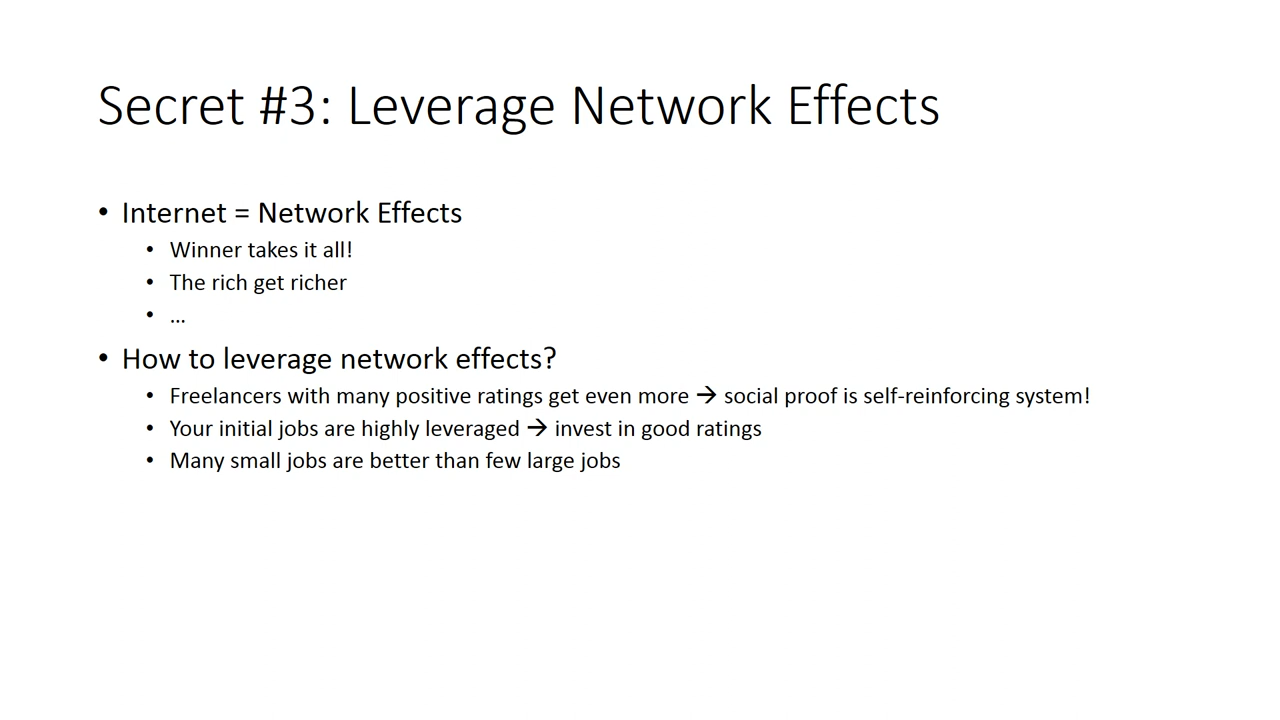 Secret #3: Leverage Network Effects
• Internet = Network Effects
• Winner takes it all!
• The rich get richer
• …
• How to leverage network effects?
• Freelancers with many positive ratings get even more → social proof is self-reinforcing system!
• Your initial jobs are highly leveraged → invest in good ratings
• Many small jobs are better than few large jobs